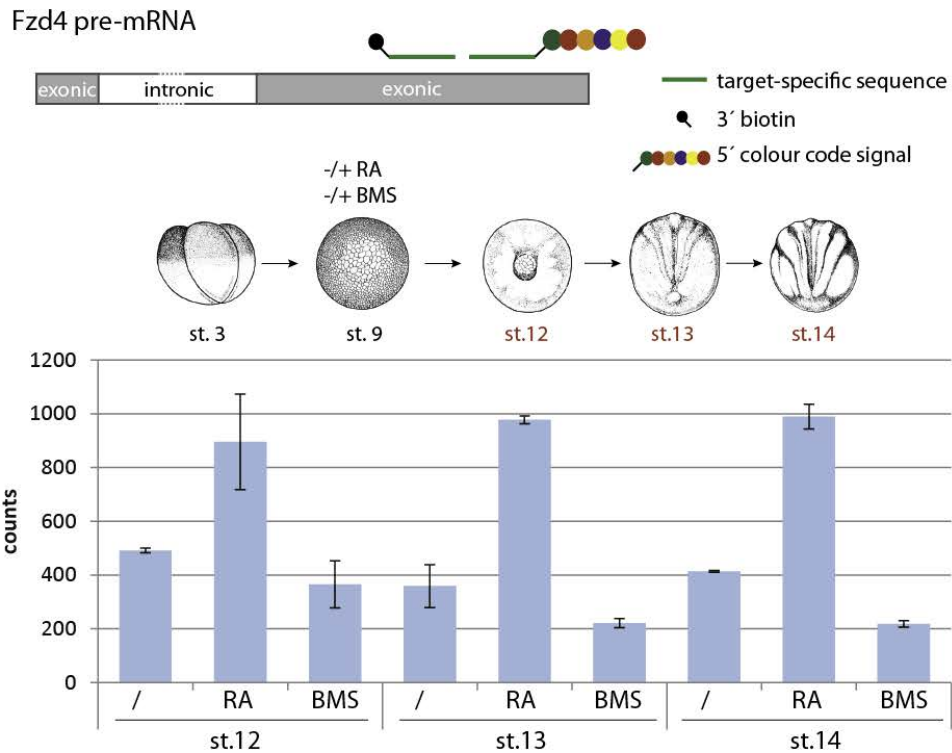 Fzd4 pre-mRNA
exonic intronic exonic
target-specific sequence
3´ biotin
5´ colour code signal
-/+ RA
-/+ BMS
st. 3 st. 9 st.12 st.13 st.14
1200
1000
800
600
400
200
0
counts
/ RA BMS / RA BMS / RA BMS
st.12 st.13 st.14